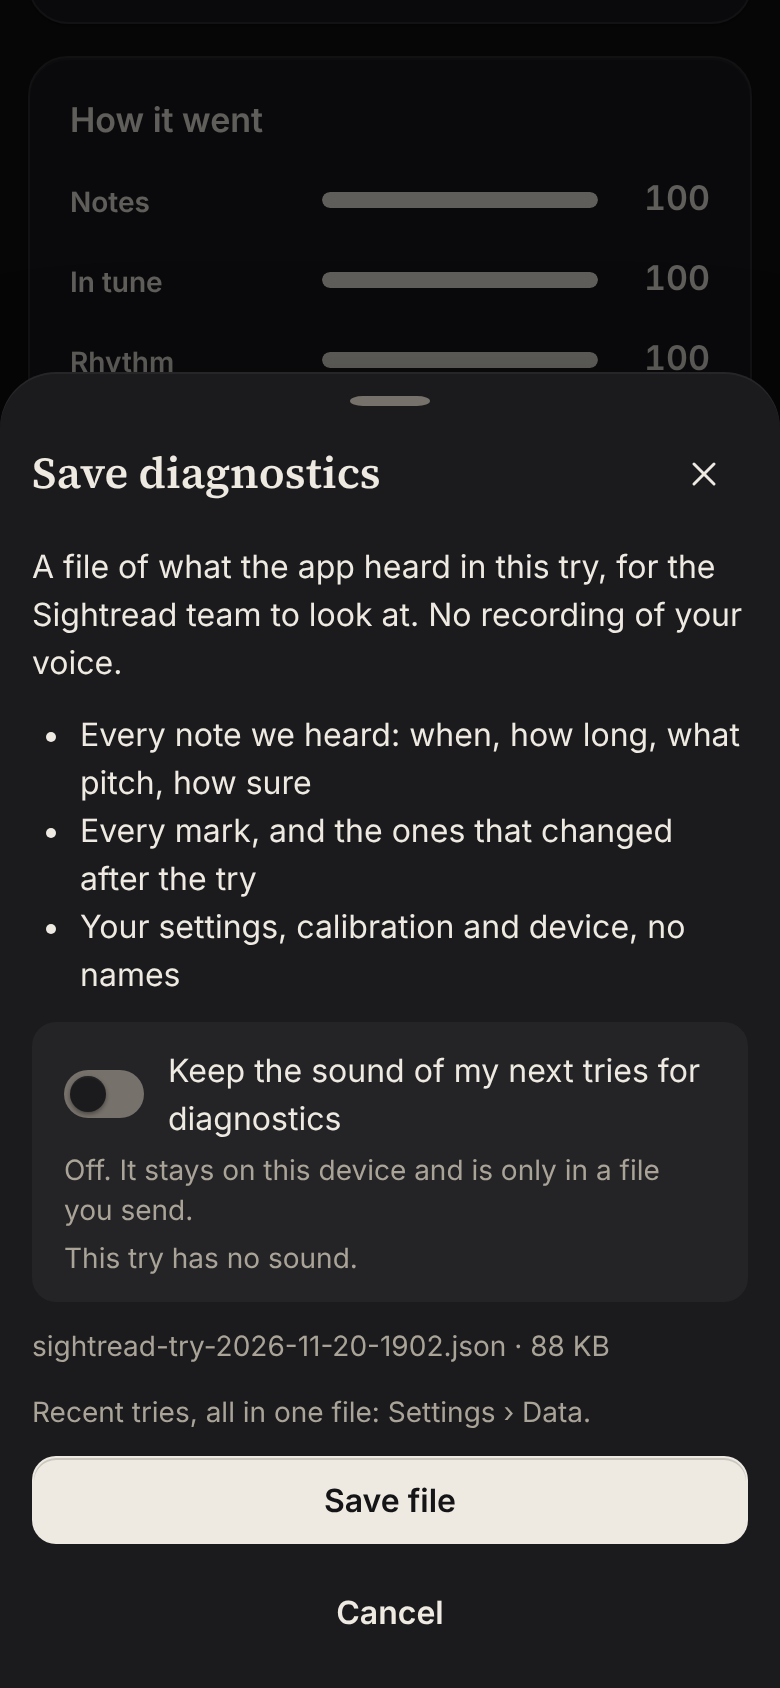 How it went
Notes 100
In tune 100
Rhythm 100
Save diagnostics
A file of what the app heard in this try, for the
Sightread team to look at. No recording of your
voice.
• Every note we heard: when, how long, what
pitch, how sure
• Every mark, and the ones that changed
after the try
• Your settings, calibration and device, no
names
Keep the sound of my next tries for
diagnostics
Off. It stays on this device and is only in a file
you send.
This try has no sound.
sightread-try-2026-11-20-1902.json · 88 KB
Recent tries, all in one file: Settings › Data.
Save file
Cancel